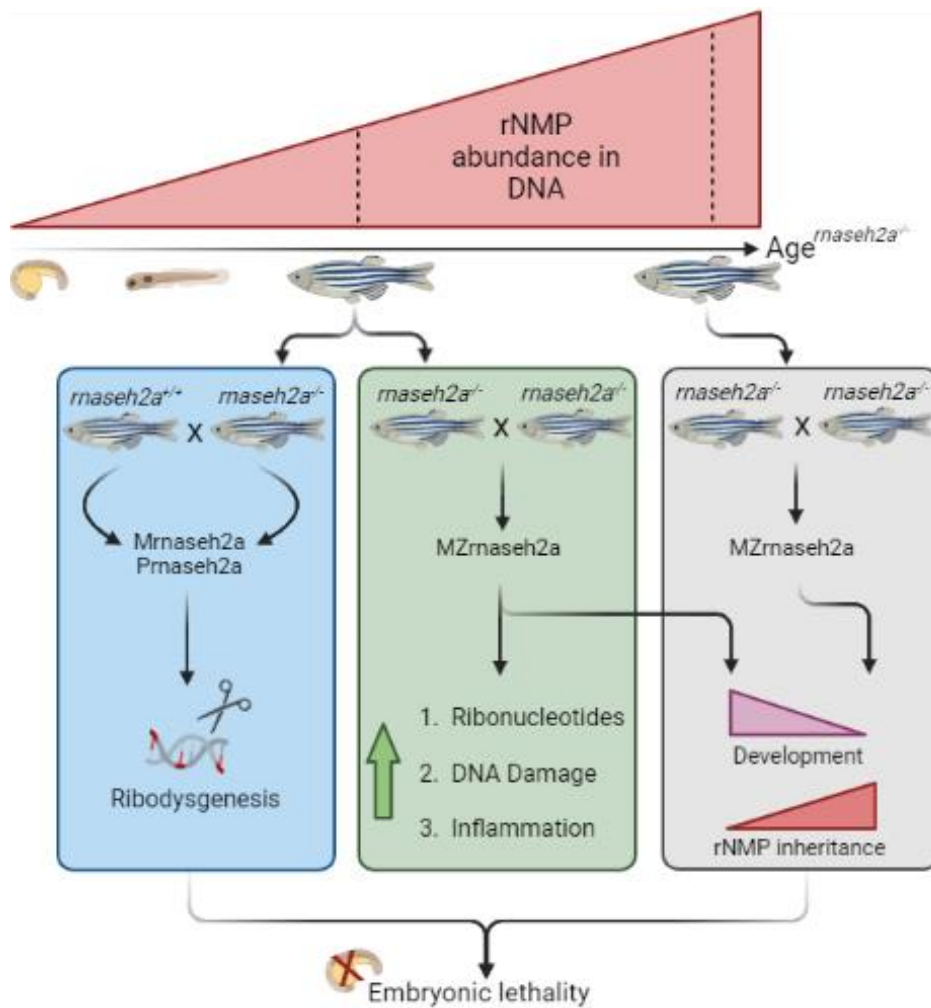 rNMP
abundance in
DNA
Age rnaseh2a-/-
rnaseh2a+/+ x rnaseh2a-/-
rnaseh2a-/- x rnaseh2a-/-
rnaseh2a-/- x rnaseh2a-/-
Mrnaseh2a
Prnaseh2a
MZrnaseh2a
MZrnaseh2a
Ribodysgenesis
1. Ribonucleotides
2. DNA Damage
3. Inflammation
Development
rNMP inheritance
Embryonic lethality